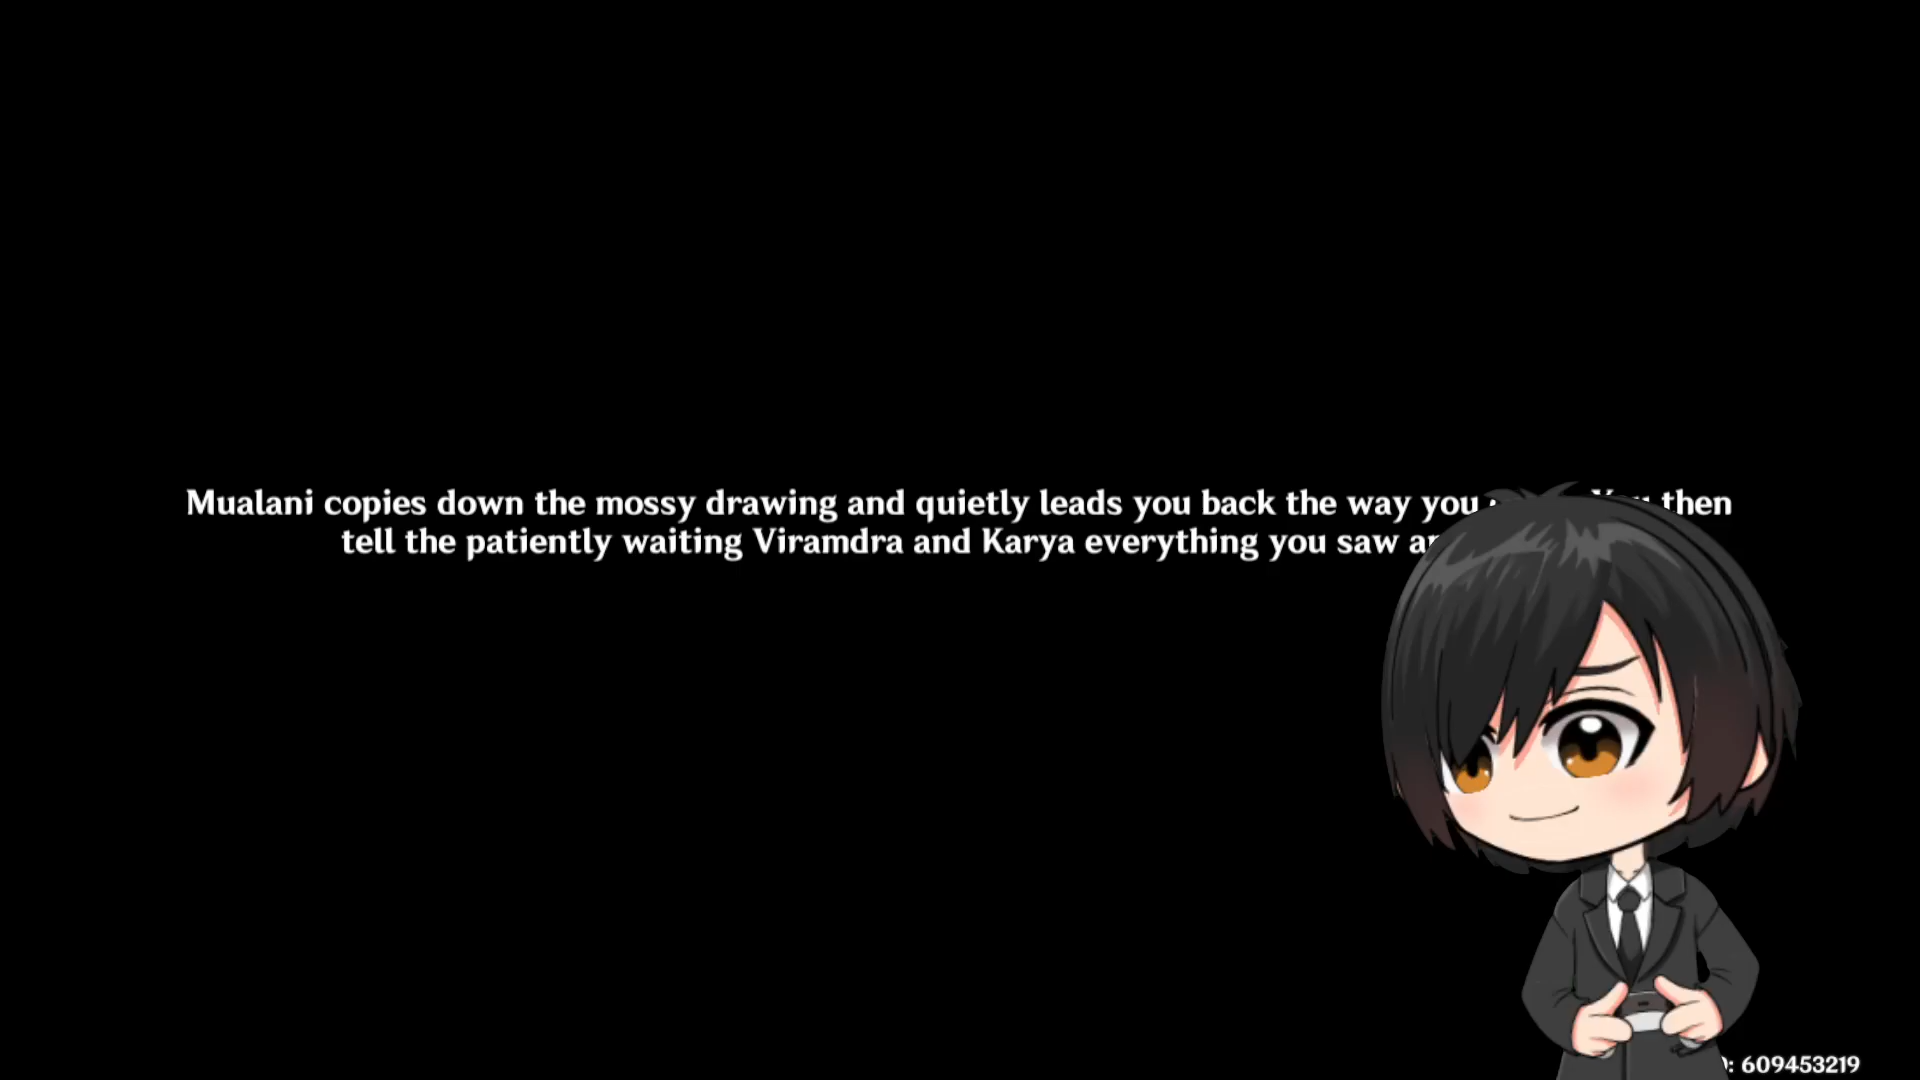 Mualani copies down the mossy drawing and quietly leads you back the way you then
tell the patiently waiting Viramdra and Karya everything you saw
: 609453219